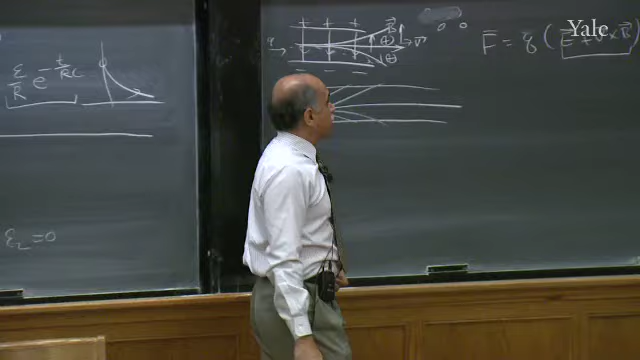 ε/R e^{-t/RC}
ε_L = 0
q
+ + +
B⃗
(+)
v⃗
(+)
- - -
F⃗ = q (E⃗ + v⃗ × B⃗)
Yale